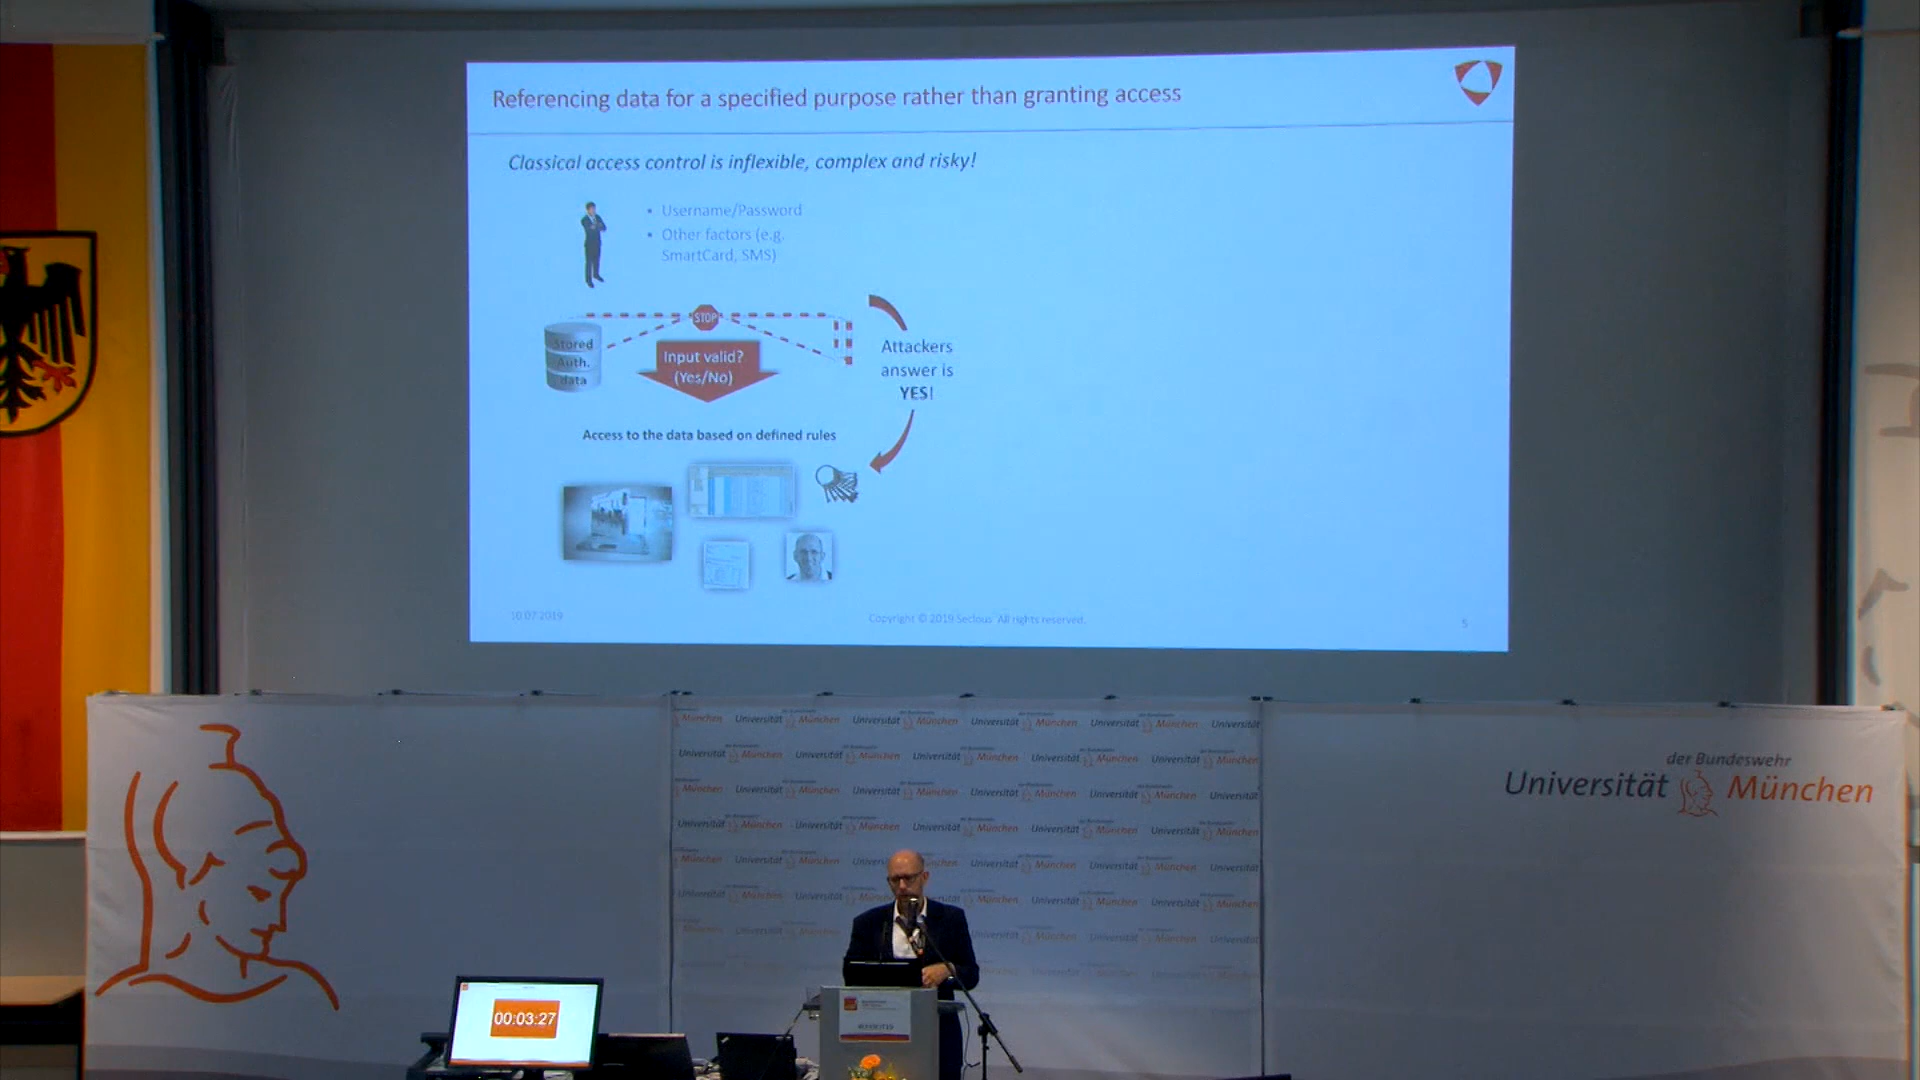 Referencing data for a specified purpose rather than granting access
Classical access control is inflexible, complex and risky!
• Username/Password
• Other factors (e.g.
SmartCard, SMS)
STOP
Stored
Auth.
data
Input valid?
(Yes/No)
Attackers
answer is
YES!
Access to the data based on defined rules
10.07.2019
Copyright © 2019 Seclous. All rights reserved.
5
der Bundeswehr
Universität München
00:03:27